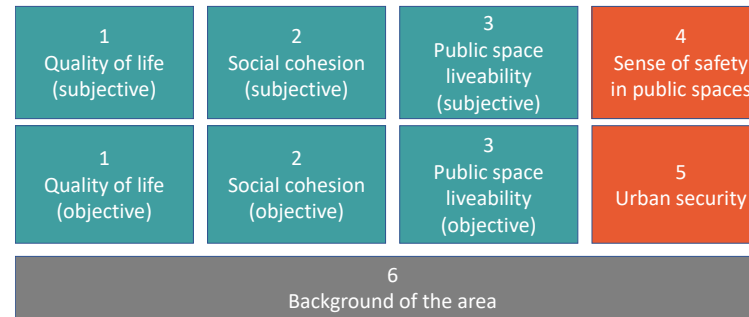 1
Quality of life
(subjective)
2
Social cohesion
(subjective)
3
Public space
liveability
(subjective)
4
Sense of safety
in public spaces
1
Quality of life
(objective)
2
Social cohesion
(objective)
3
Public space
liveability
(objective)
5
Urban security
6
Background of the area